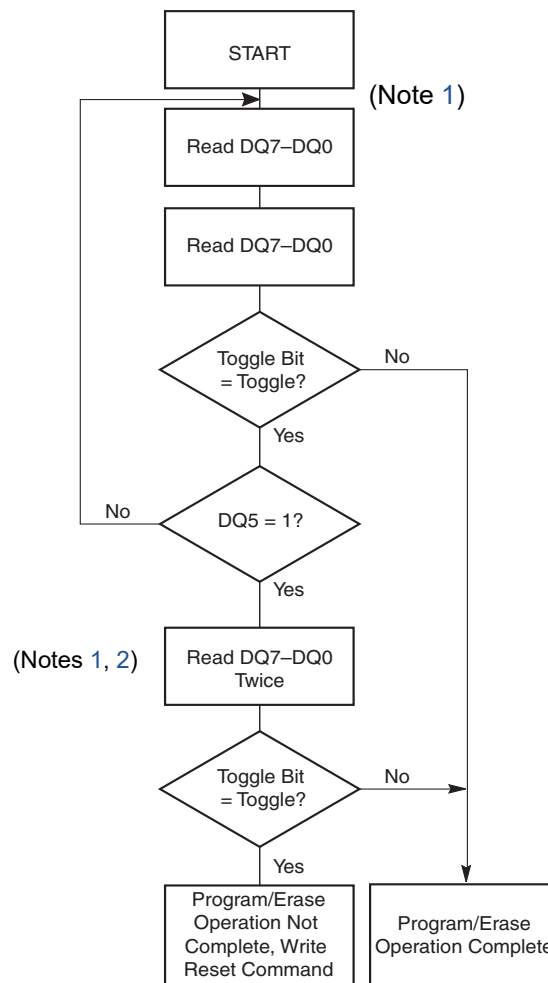 START
(Note 1)
Read DQ7–DQ0
Read DQ7–DQ0
Toggle Bit
= Toggle?
No
Yes
DQ5 = 1?
No
Yes
(Notes 1, 2)
Read DQ7–DQ0
Twice
Toggle Bit
= Toggle?
No
Yes
Program/Erase
Operation Not
Complete, Write
Reset Command
Program/Erase
Operation Complete